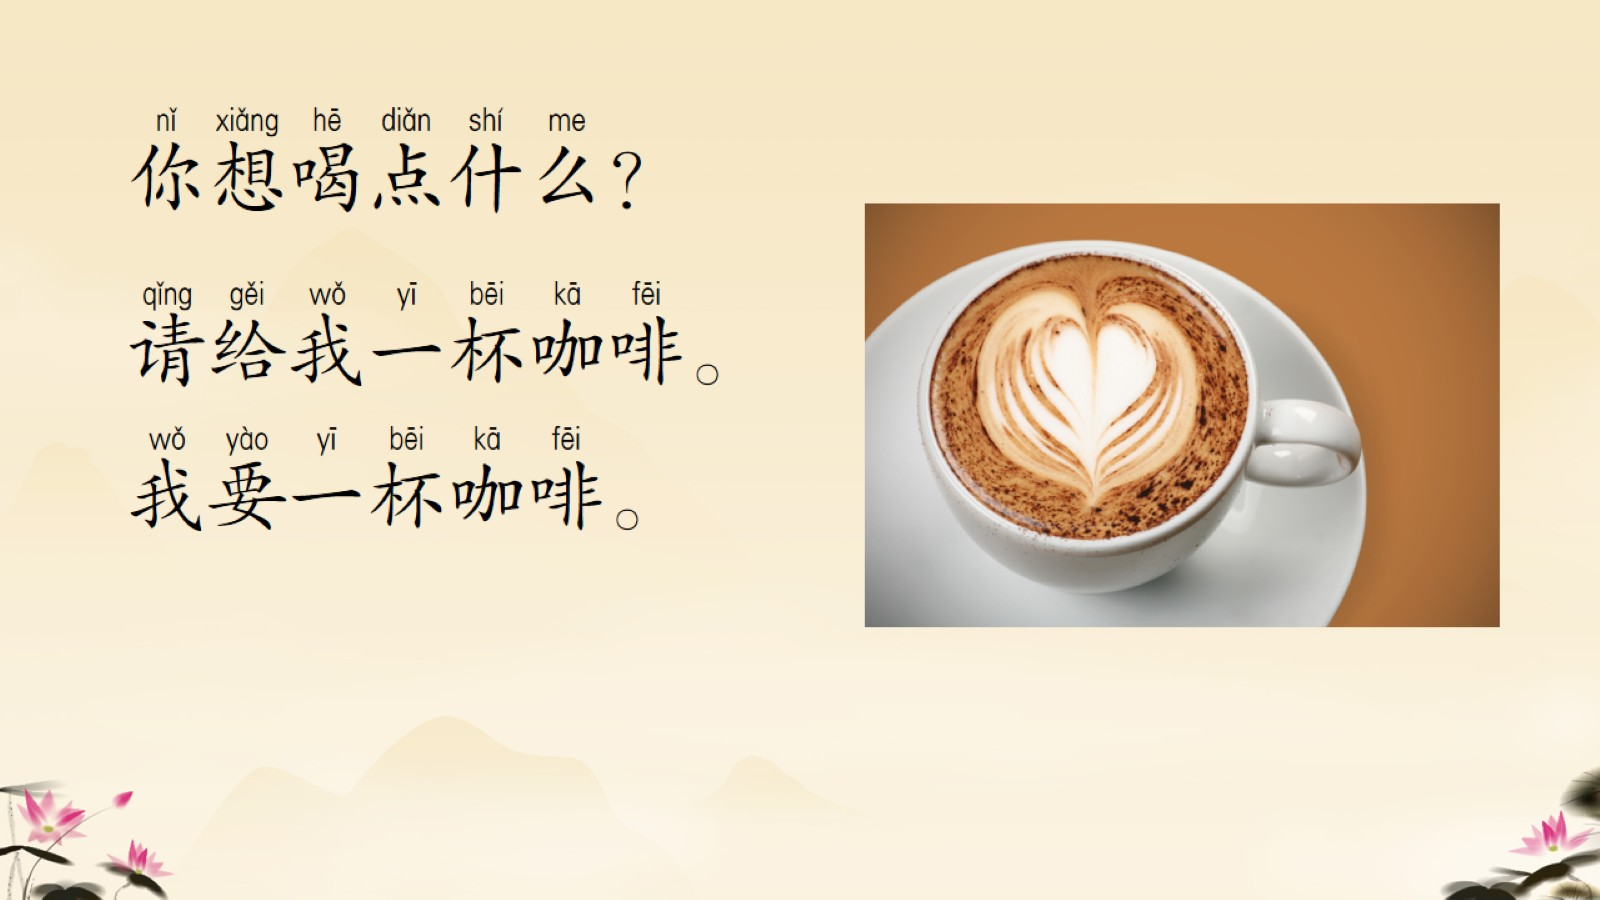 nǐ xiǎng hē diǎn shí me
你想喝点什么？
qǐng gěi wǒ yī bēi kā fēi
请给我一杯咖啡。
wǒ yào yī bēi kā fēi
我要一杯咖啡。